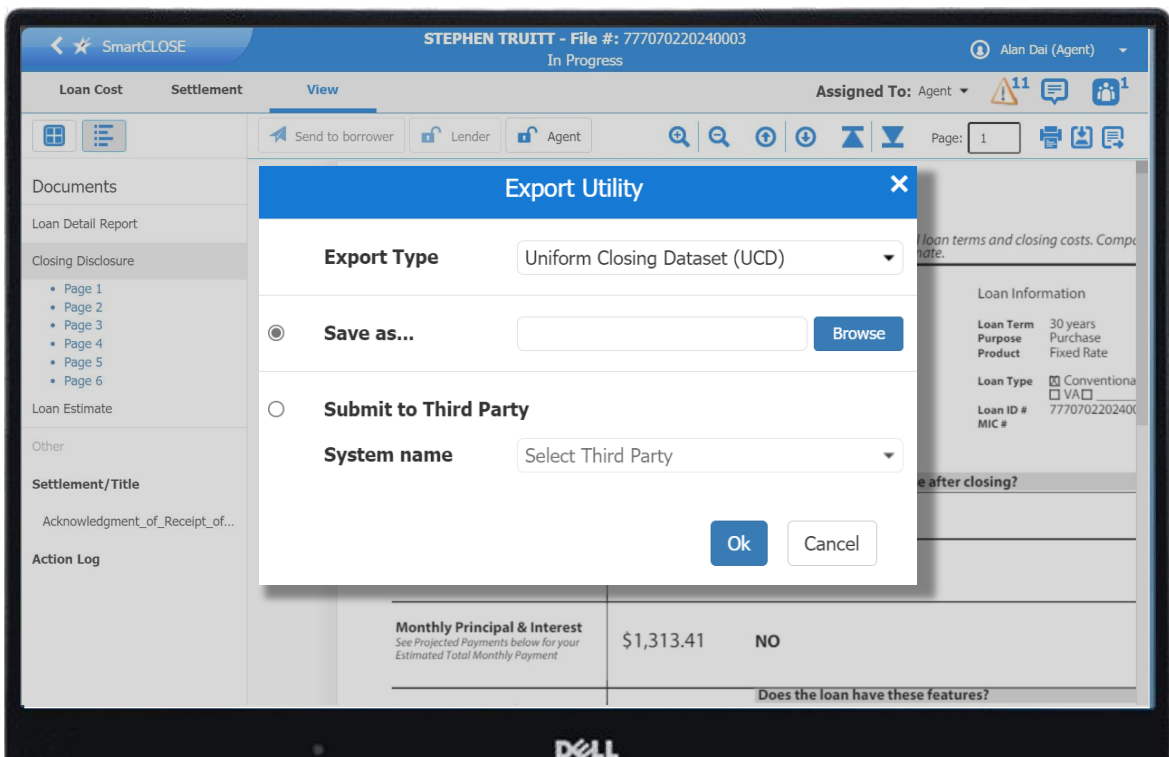 SmartCLOSE
STEPHEN TRUITT - File #: 777070220240003
In Progress
Alan Dai (Agent)
Loan Cost Settlement View
Assigned To: Agent 11 1
Send to borrower Lender Agent Page: 1
Documents
Loan Detail Report
Closing Disclosure
• Page 1
• Page 2
• Page 3
• Page 4
• Page 5
• Page 6
Loan Estimate
Other
Settlement/Title
Acknowledgment_of_Receipt_of...
Action Log
Export Utility
Export Type Uniform Closing Dataset (UCD)
Save as... Browse
Submit to Third Party
System name Select Third Party
Ok Cancel
loan terms and closing costs.
Loan Information
Loan Term 30 years
Purpose Purchase
Product Fixed Rate
Loan Type Conventiona
VA
Loan ID # 7770702202400
MIC #
after closing?
Monthly Principal & Interest
See Projected Payments below for your
Estimated Total Monthly Payment
$1,313.41 NO
Does the loan have these features?
DELL